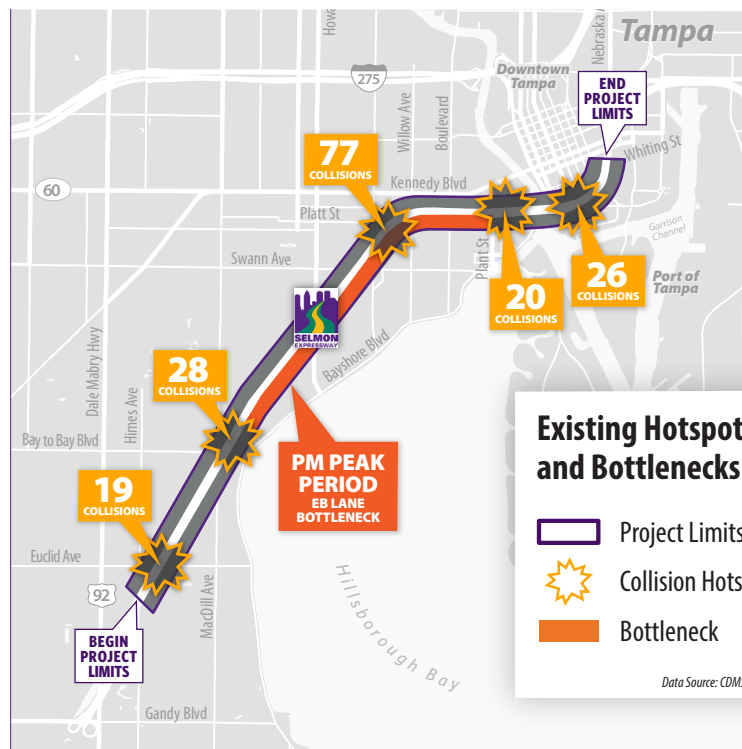 Howa
Nebraska A
Tampa
275
Downtown
Tampa
END
PROJECT
LIMITS
Willow Ave
Boulevard
77
COLLISIONS
Whiting St
60
Kennedy Blvd
Platt St
Garrison
Channel
Swann Ave
Plant St
26
COLLISIONS
Port of
Tampa
20
COLLISIONS
SELMON
EXPRESSWAY
Bayshore Blvd
Dale Mabry Hwy
28
COLLISIONS
Himes Ave
Bay to Bay Blvd
PM PEAK
PERIOD
EB LANE
BOTTLENECK
19
COLLISIONS
Euclid Ave
92
MacDill Ave
Hillsborough Bay
BEGIN
PROJECT
LIMITS
Gandy Blvd
Existing Hotspot
and Bottlenecks
Project Limits
Collision Hots
Bottleneck
Data Source: CDM